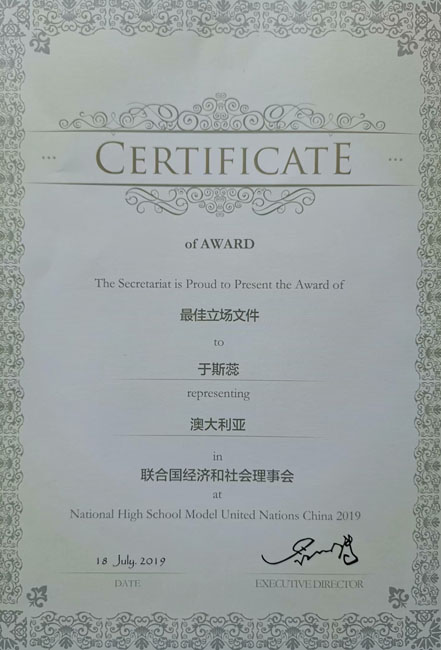 CERTIFICATE
of AWARD
The Secretariat is Proud to Present the Award of
最佳立场文件
to
于斯蕊
representing
澳大利亚
in
联合国经济和社会理事会
at
National High School Model United Nations China 2019
18 July. 2019
DATE
EXECUTIVE DIRECTOR